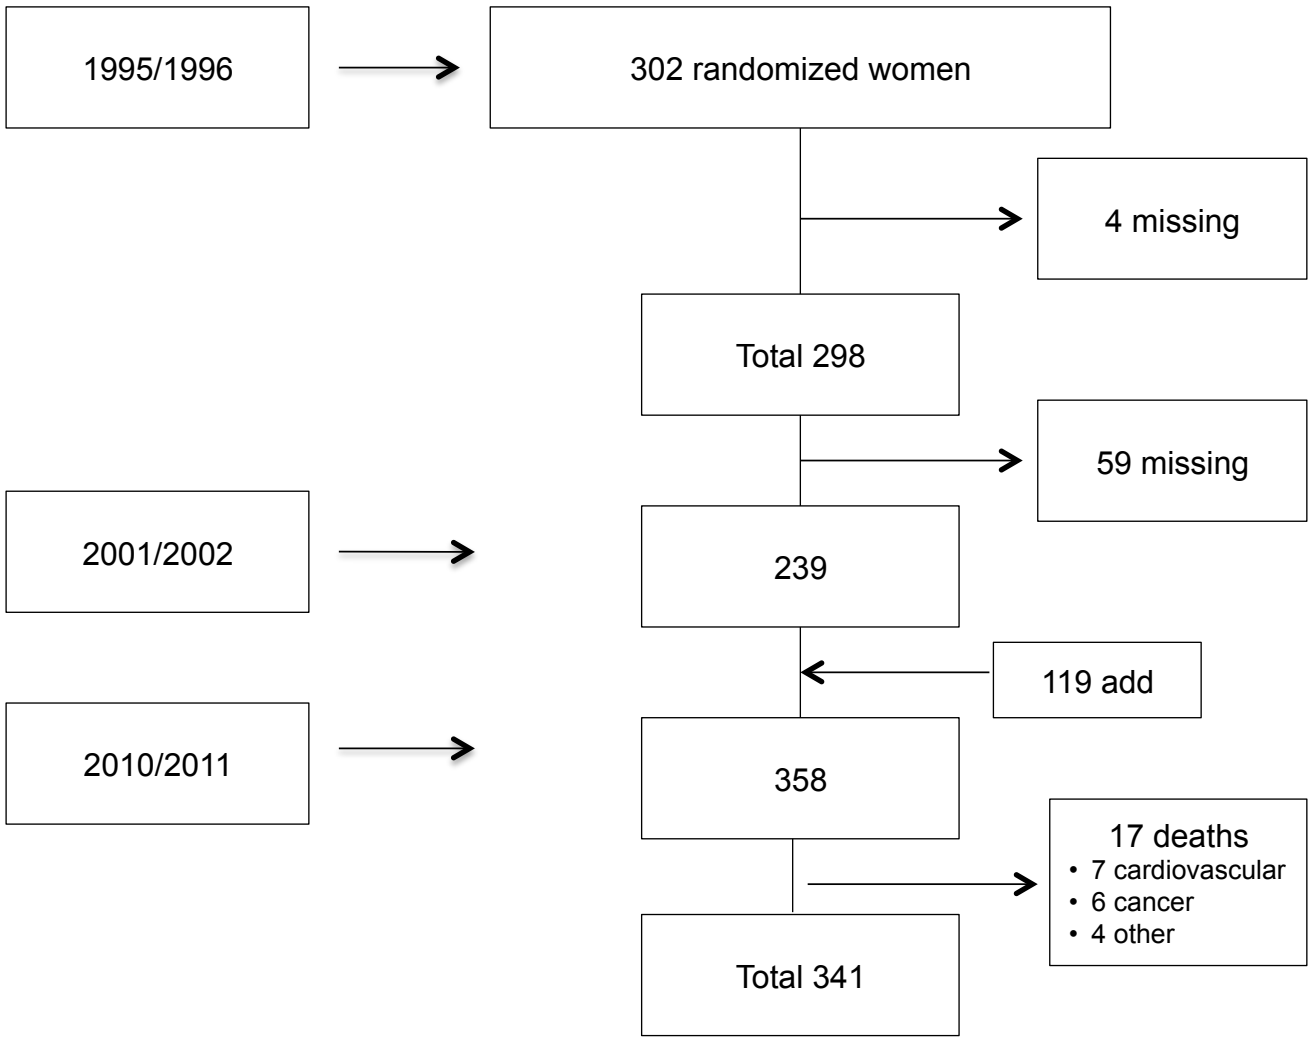 1995/1996
302 randomized women
4 missing
Total 298
59 missing
2001/2002
239
119 add
2010/2011
358
17 deaths
• 7 cardiovascular
• 6 cancer
• 4 other
Total 341